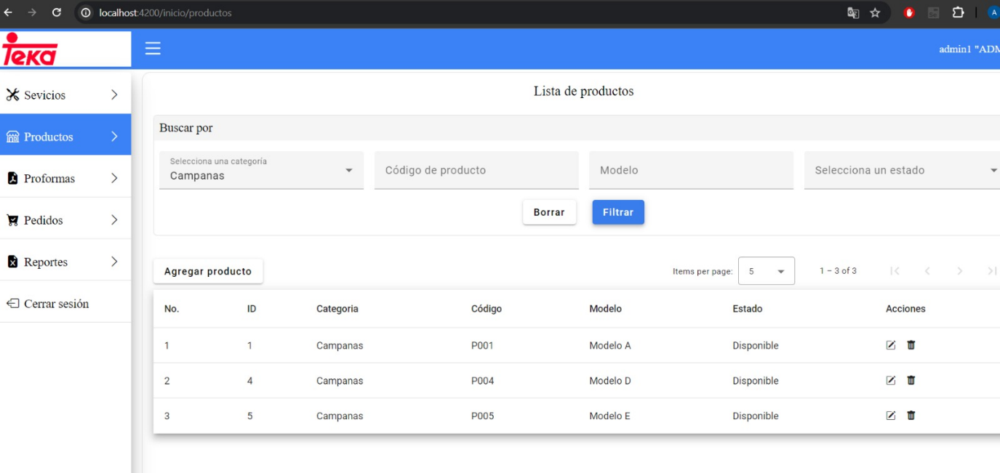 localhost:4200/inicio/productos
A
Teka
admin1 "ADM
Sevicios
Productos
Proformas
Pedidos
Reportes
Cerrar sesión
Lista de productos
Buscar por
Selecciona una categoría
Campanas
Código de producto
Modelo
Selecciona un estado
Borrar
Filtrar
Agregar producto
Items per page: 5 1 – 3 of 3
No. ID Categoria Código Modelo Estado Acciones
1 1 Campanas P001 Modelo A Disponible
2 4 Campanas P004 Modelo D Disponible
3 5 Campanas P005 Modelo E Disponible